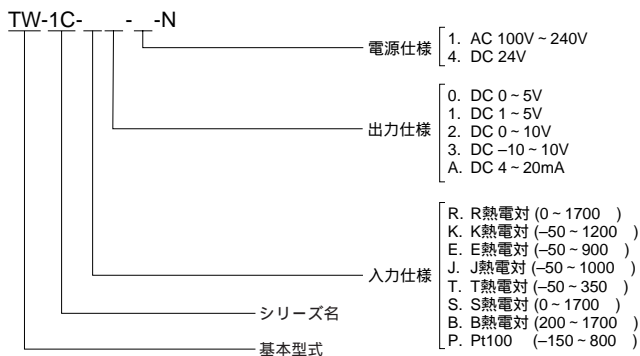 TW-1C-＿＿-＿-N
電源仕様
1. AC 100V ~ 240V
4. DC 24V
出力仕様
0. DC 0 ~ 5V
1. DC 1 ~ 5V
2. DC 0 ~ 10V
3. DC –10 ~ 10V
A. DC 4 ~ 20mA
入力仕様
R. R熱電対 (0 ~ 1700 )
K. K熱電対 (–50 ~ 1200 )
E. E熱電対 (–50 ~ 900 )
J. J熱電対 (–50 ~ 1000 )
T. T熱電対 (–50 ~ 350 )
S. S熱電対 (0 ~ 1700 )
B. B熱電対 (200 ~ 1700 )
P. Pt100 (–150 ~ 800 )
シリーズ名
基本型式